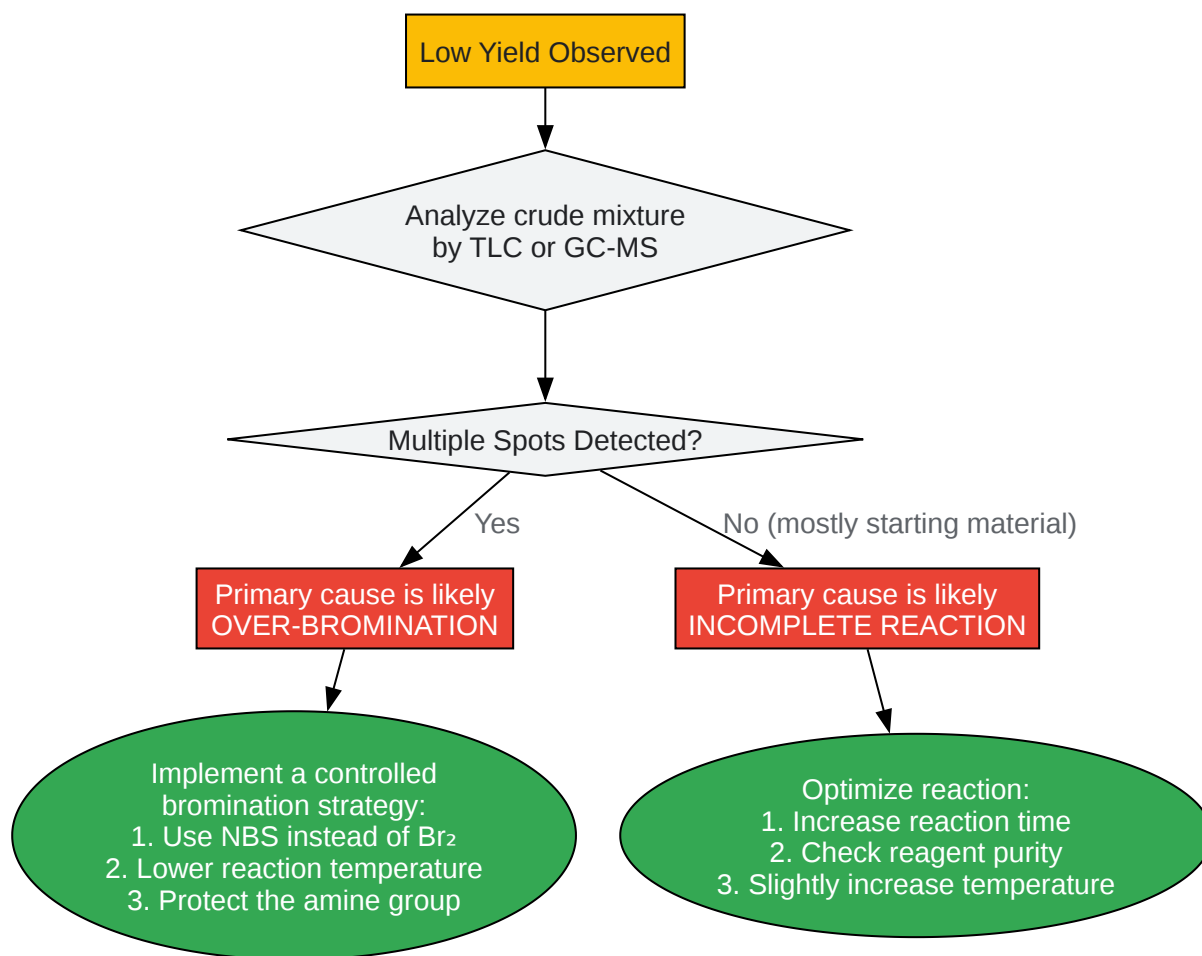 Low Yield Observed
Analyze crude mixture
by TLC or GC-MS
Multiple Spots Detected?
Yes
No (mostly starting material)
Primary cause is likely
OVER-BROMINATION
Primary cause is likely
INCOMPLETE REACTION
Implement a controlled
bromination strategy:
1. Use NBS instead of Br₂
2. Lower reaction temperature
3. Protect the amine group
Optimize reaction:
1. Increase reaction time
2. Check reagent purity
3. Slightly increase temperature